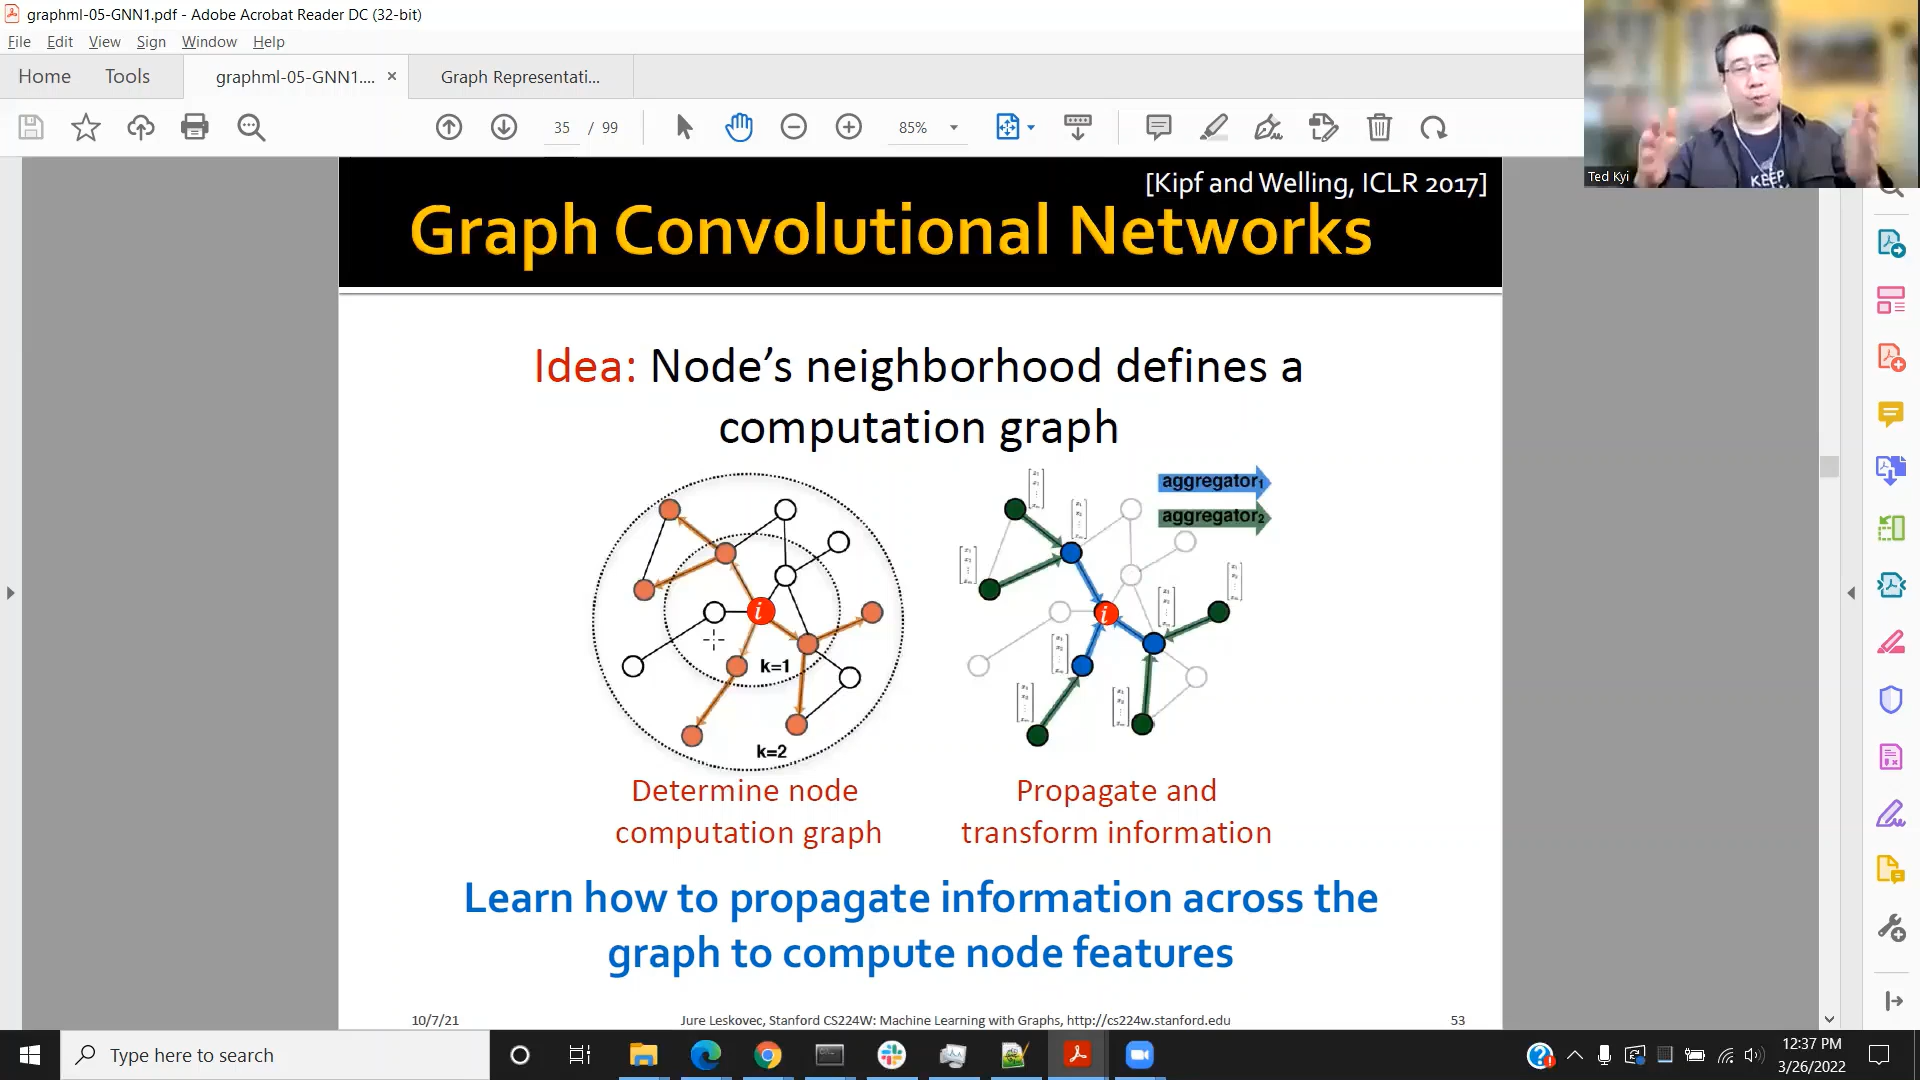 graphml-05-GNN1.pdf - Adobe Acrobat Reader DC (32-bit)
File Edit View Sign Window Help
Home Tools graphml-05-GNN1.... × Graph Representati...
35 / 99 85%
Ted Kyi
KEEP
[Kipf and Welling, ICLR 2017]
Graph Convolutional Networks
Idea: Node's neighborhood defines a
computation graph
aggregator₁
aggregator₂
i
k=1
k=2
i
Determine node
computation graph
Propagate and
transform information
Learn how to propagate information across the
graph to compute node features
10/7/21 Jure Leskovec, Stanford CS224W: Machine Learning with Graphs, http://cs224w.stanford.edu 53
Type here to search
12:37 PM
3/26/2022